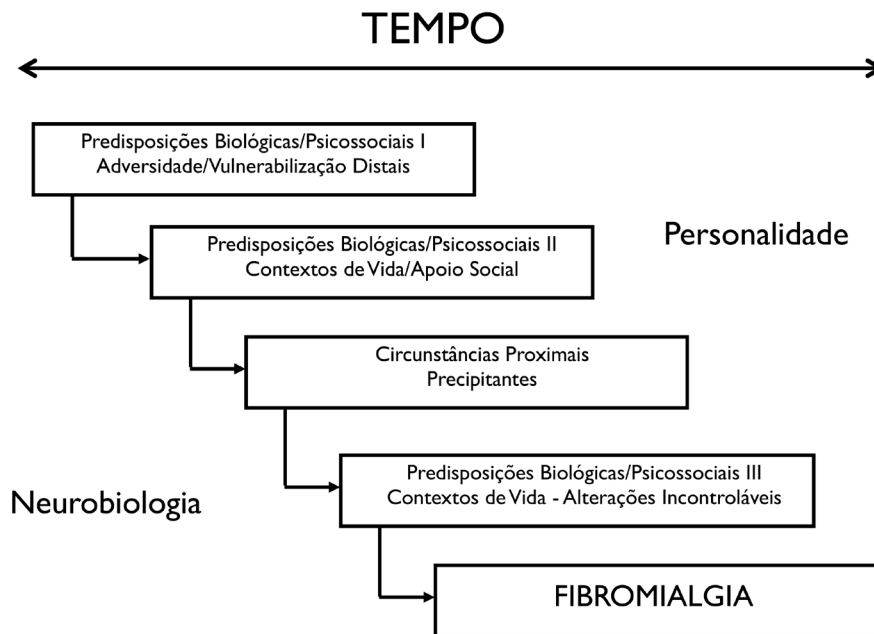 TEMPO
Predisposições Biológicas/Psicossociais I
Adversidade/Vulnerabilização Distais
Predisposições Biológicas/Psicossociais II
Contextos de Vida/Apoio Social
Personalidade
Circunstâncias Proximais
Precipitantes
Predisposições Biológicas/Psicossociais III
Contextos de Vida - Alterações Incontroláveis
Neurobiologia
FIBROMIALGIA